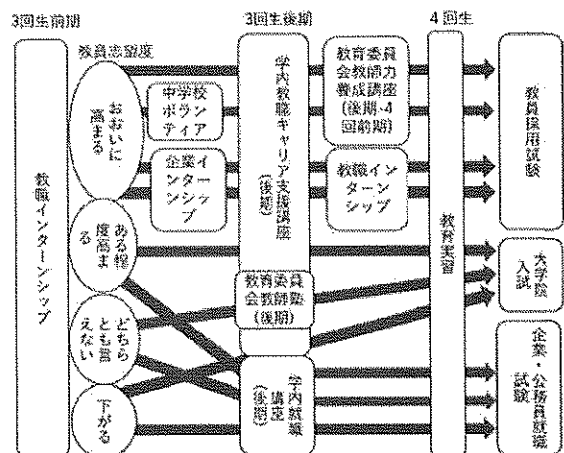 3回生前期
3回生後期
4回生
教員志望度
教職インターンシップ
おおいに
高まる
ある程
度高ま
る
どちら
とも言
えない
下がる
中学校
ボラン
ティア
企業イ
ンター
ンシッ
プ
学内教職キャリア支援講座
(後期)
教育委員
会教師塾
(後期)
学内就職
講座
(後期)
教育委員
会教師力
養成講座
(後期、4
回前期)
教職イン
ターン
シップ
教育実習
教員採用試験
大学院
入試
企業・公務員就職
試験